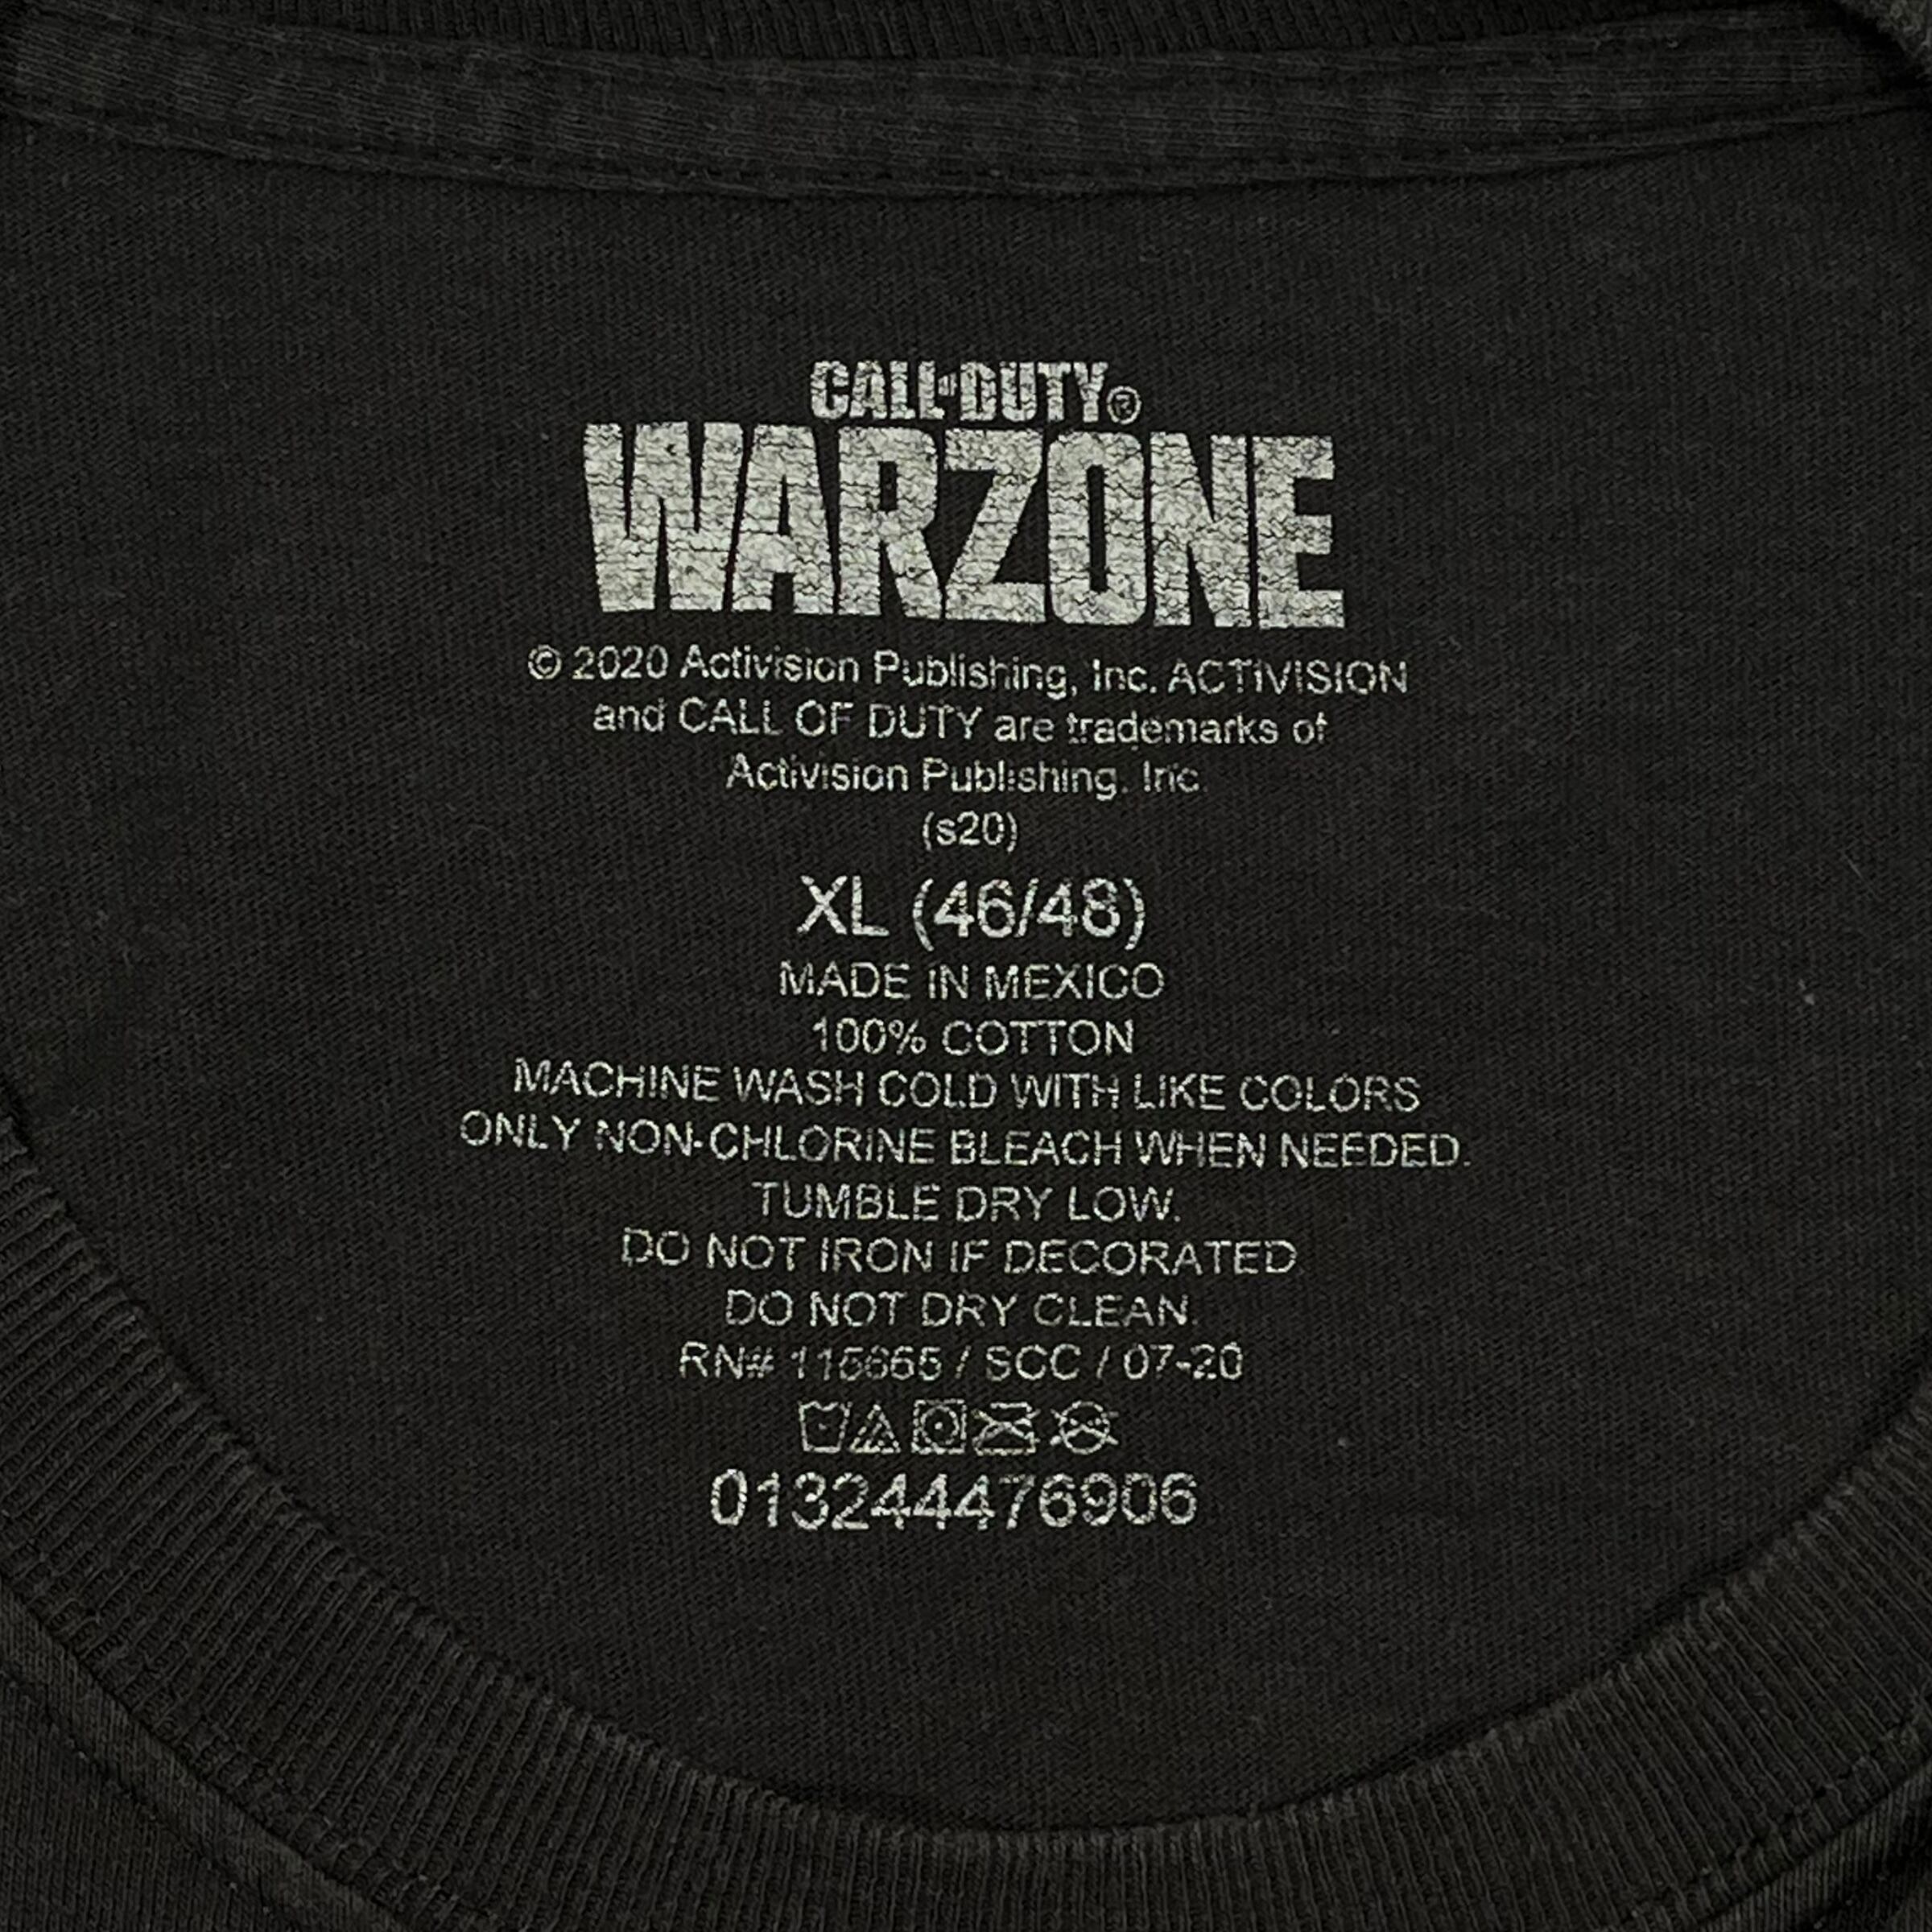 CALL OF DUTY®
WARZONE
© 2020 Activision Publishing, Inc. ACTIVISION
and CALL OF DUTY are trademarks of
Activision Publishing, Inc.
(s20)
XL (46/48)
MADE IN MEXICO
100% COTTON
MACHINE WASH COLD WITH LIKE COLORS
ONLY NON-CHLORINE BLEACH WHEN NEEDED.
TUMBLE DRY LOW.
DO NOT IRON IF DECORATED
DO NOT DRY CLEAN.
RN# / SCC / 07-20
013244476906